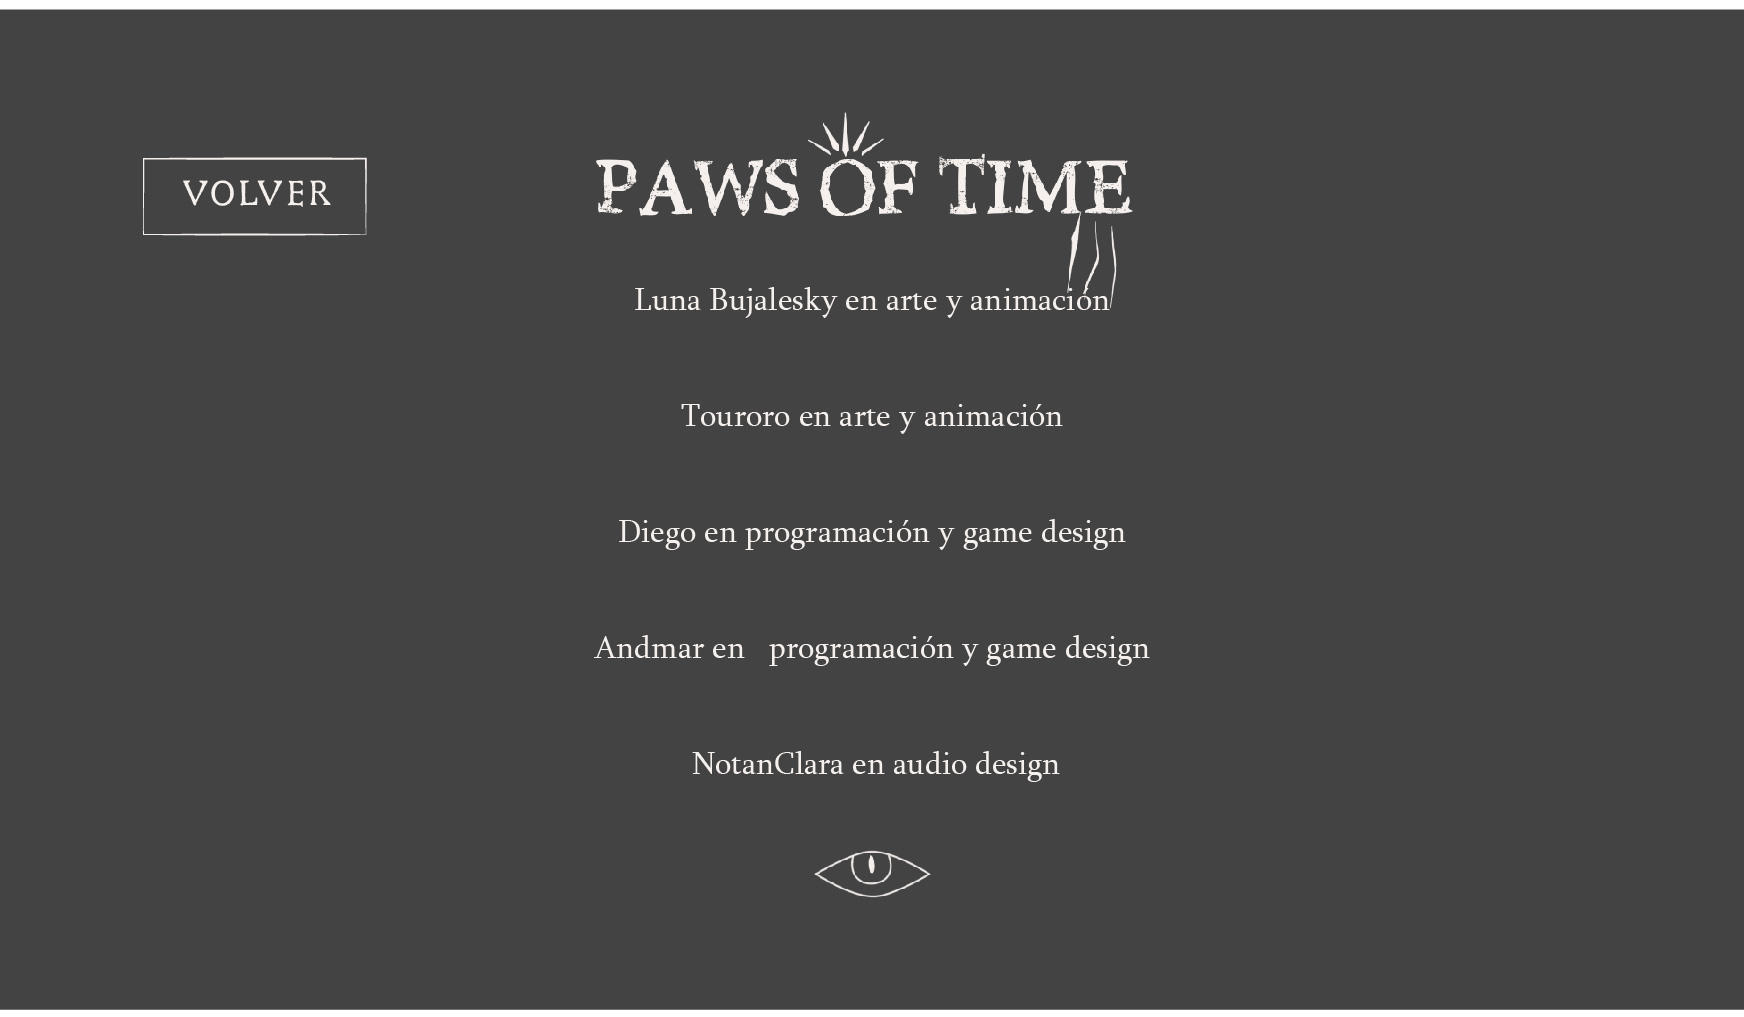 VOLVER
PAWS OF TIME
Luna Bujalesky en arte y animación
Touroro en arte y animación
Diego en programación y game design
Andmar en   programación y game design
NotanClara en audio design